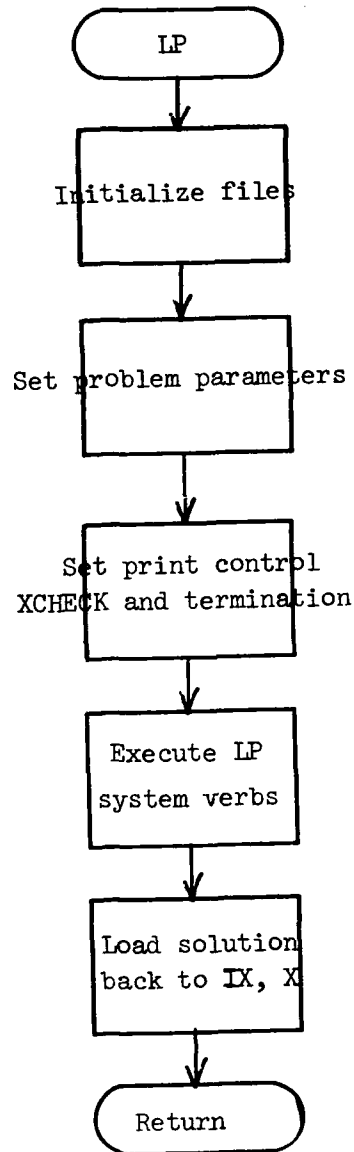 LP
Initialize files
Set problem parameters
Set print control
XCHECK and termination
Execute LP
system verbs
Load solution
back to IX, X
Return